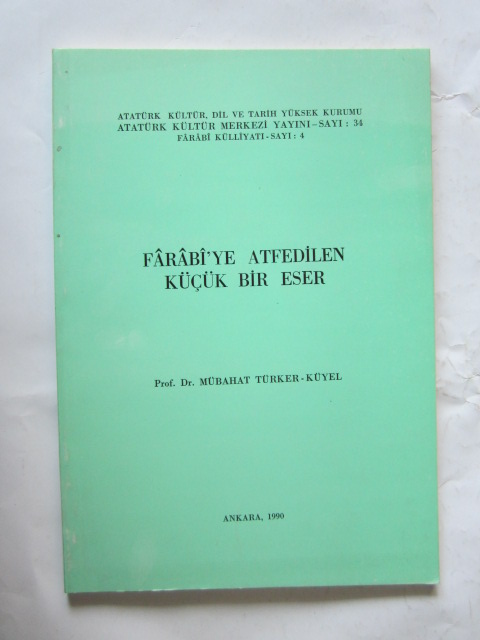 ATATÜRK KÜLTÜR, DİL VE TARİH YÜKSEK KURUMU
ATATÜRK KÜLTÜR MERKEZİ YAYINI-SAYI: 34
FÂRÂBÎ KÜLLİYATI-SAYI: 4
FÂRÂBÎ'YE ATFEDİLEN
KÜÇÜK BİR ESER
Prof. Dr. MÜBAHAT TÜRKER-KÜYEL
ANKARA, 1990